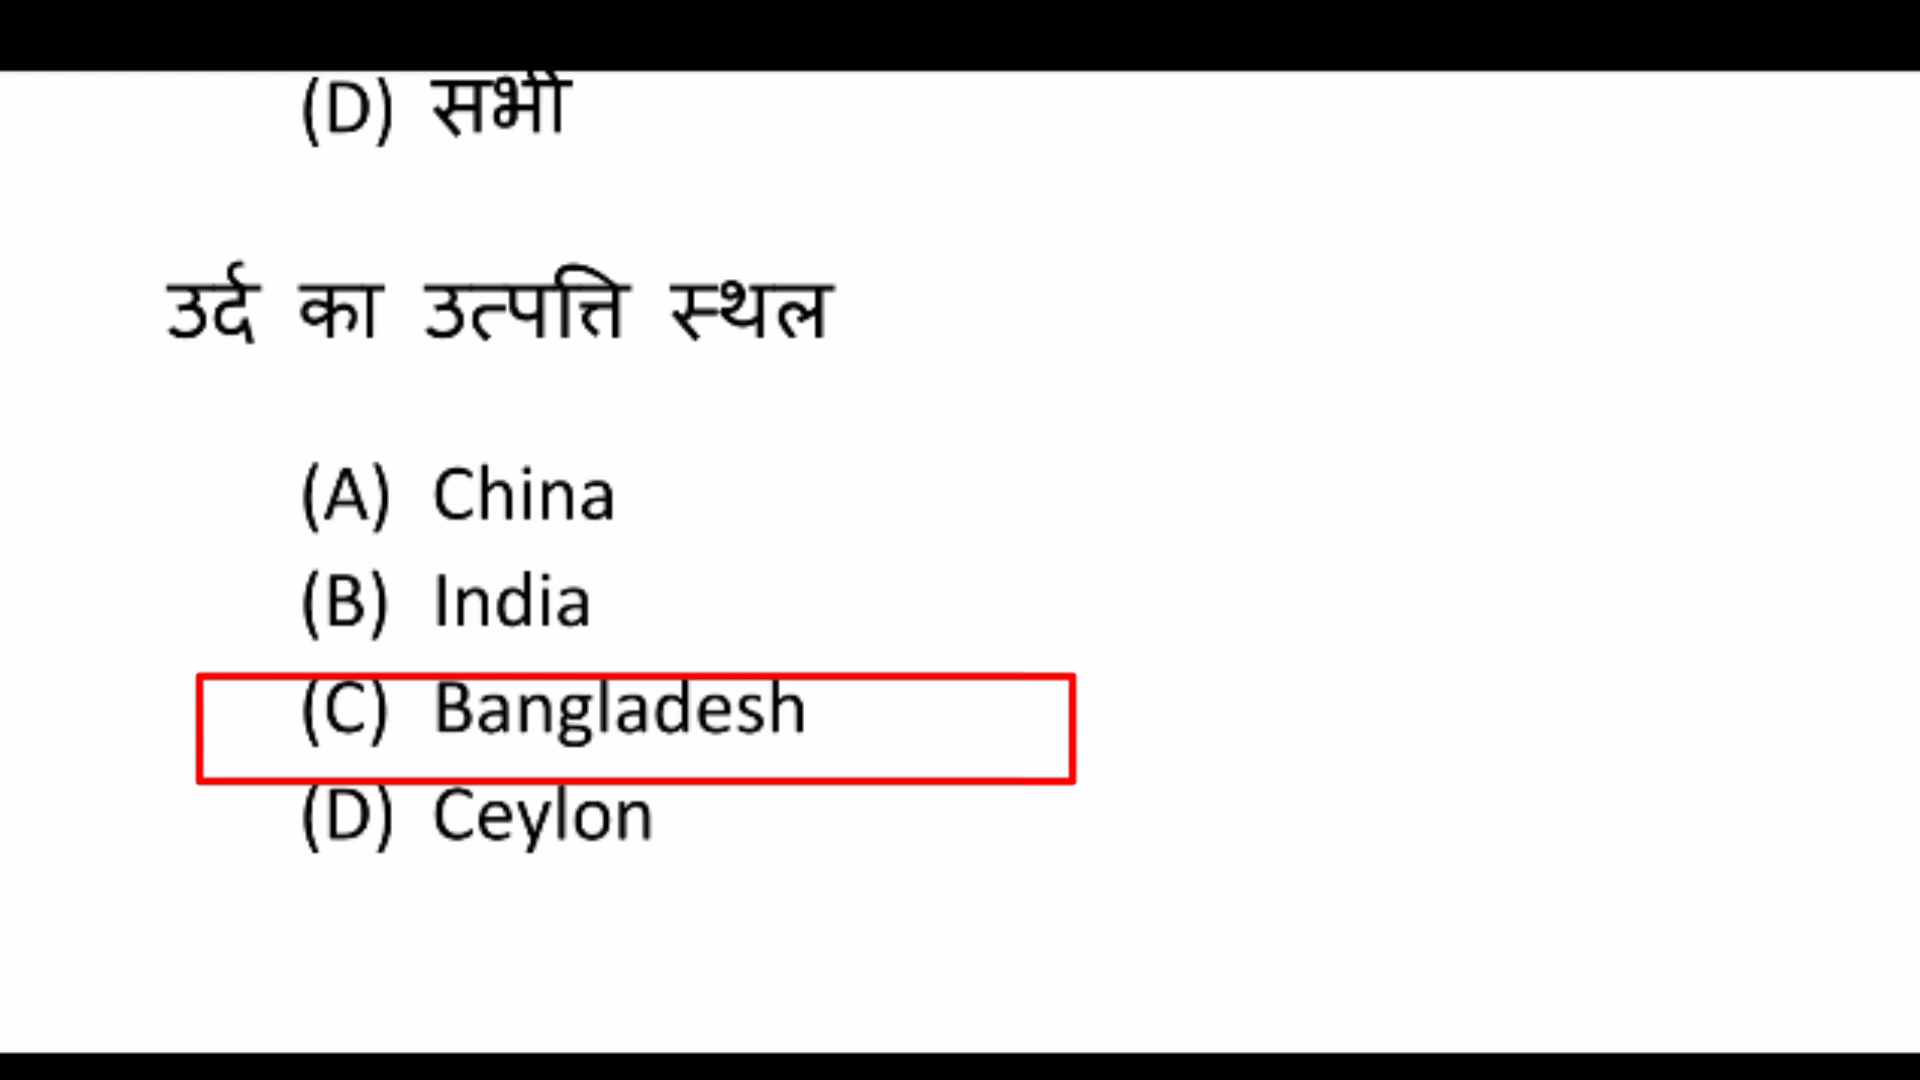 (D) सभी
उर्द का उत्पत्ति स्थल
(A) China
(B) India
(C) Bangladesh
(D) Ceylon